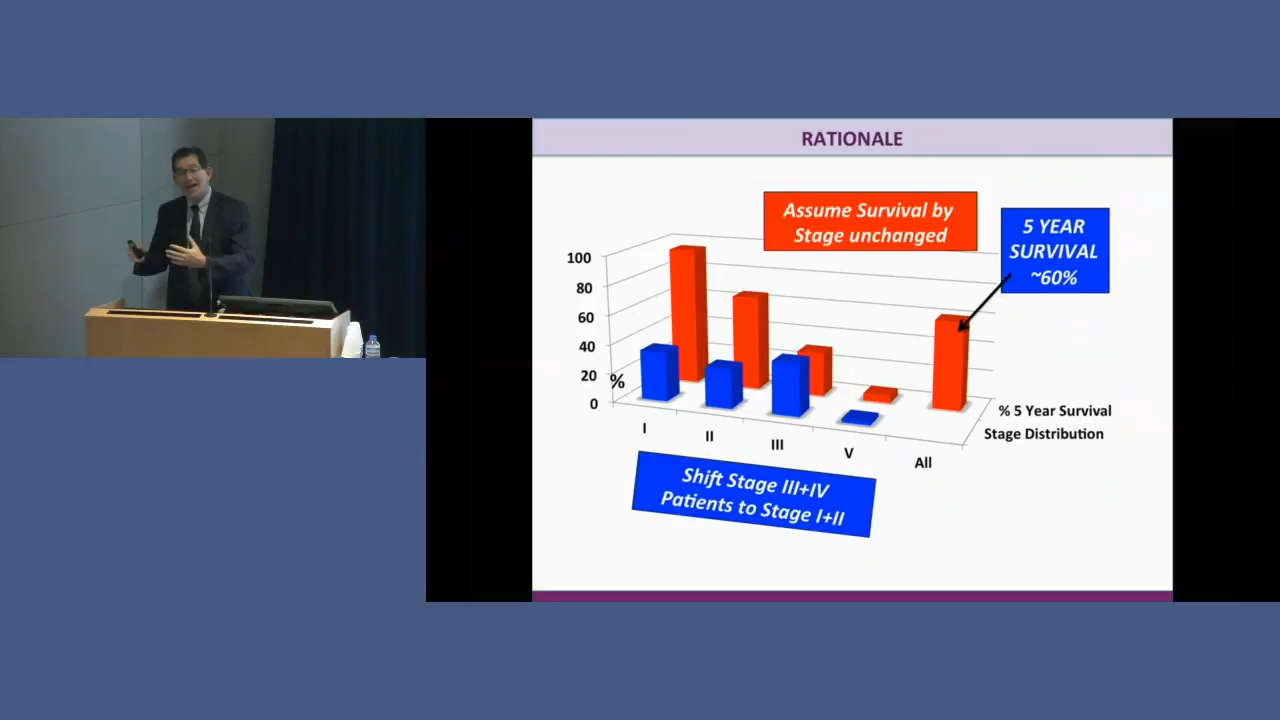 RATIONALE
Assume Survival by
Stage unchanged
5 YEAR
SURVIVAL
~60%
100
80
60
40
20
0
%
I
II
III
V
All
% 5 Year Survival
Stage Distribution
Shift Stage III+IV
Patients to Stage I+II